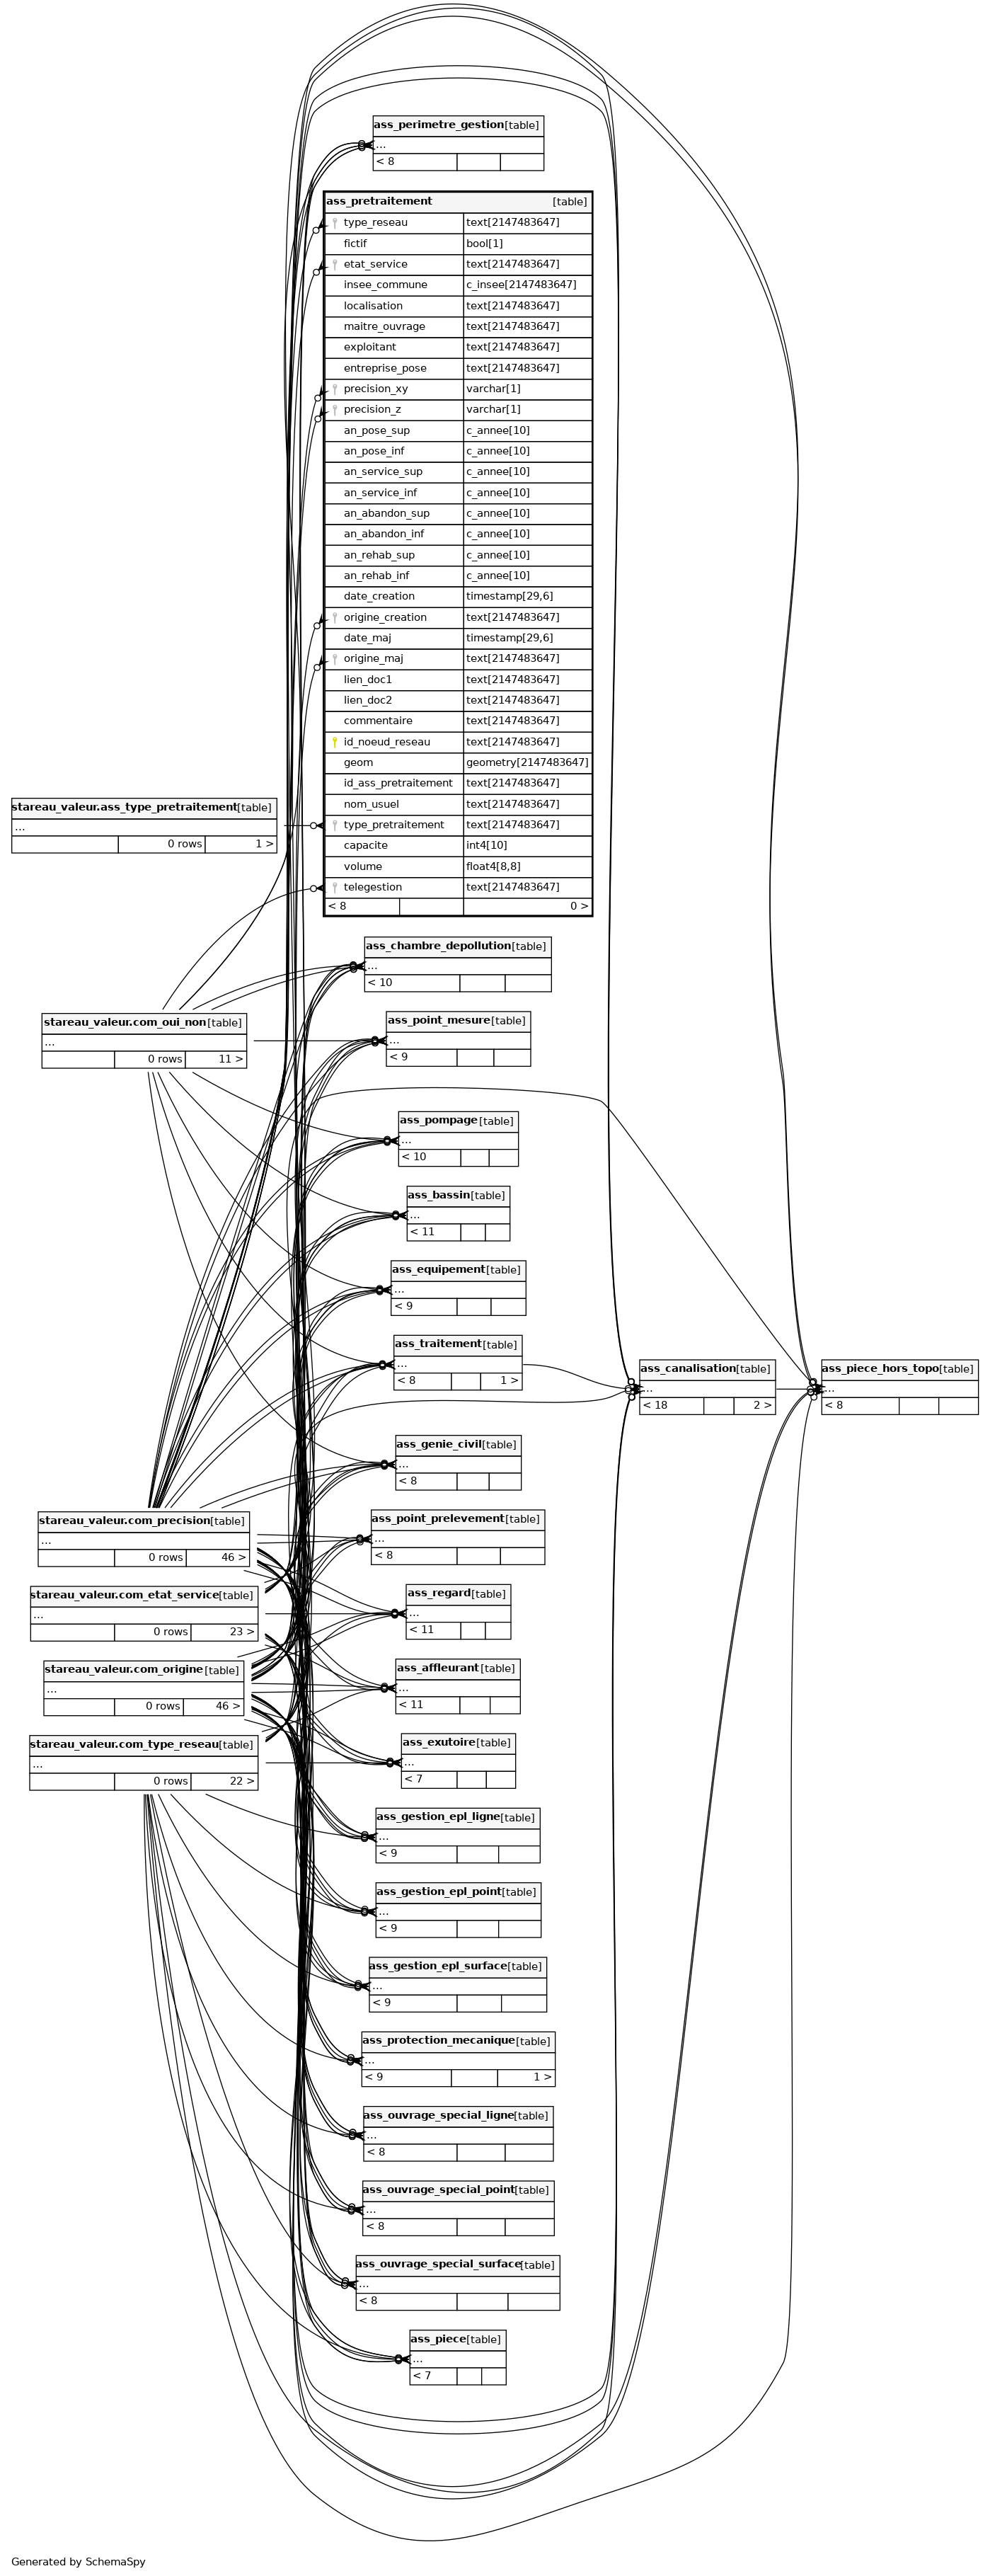 ass_perimetre_gestion [table]
...
< 8
ass_pretraitement [table]
type_reseau text[2147483647]
fictif bool[1]
etat_service text[2147483647]
insee_commune c_insee[2147483647]
localisation text[2147483647]
maitre_ouvrage text[2147483647]
exploitant text[2147483647]
entreprise_pose text[2147483647]
precision_xy varchar[1]
precision_z varchar[1]
an_pose_sup c_annee[10]
an_pose_inf c_annee[10]
an_service_sup c_annee[10]
an_service_inf c_annee[10]
an_abandon_sup c_annee[10]
an_abandon_inf c_annee[10]
an_rehab_sup c_annee[10]
an_rehab_inf c_annee[10]
date_creation timestamp[29,6]
origine_creation text[2147483647]
date_maj timestamp[29,6]
origine_maj text[2147483647]
lien_doc1 text[2147483647]
lien_doc2 text[2147483647]
commentaire text[2147483647]
id_noeud_reseau text[2147483647]
geom geometry[2147483647]
id_ass_pretraitement text[2147483647]
nom_usuel text[2147483647]
type_pretraitement text[2147483647]
capacite int4[10]
volume float4[8,8]
telegestion text[2147483647]
< 8 0 >
stareau_valeur.ass_type_pretraitement [table]
...
0 rows 1 >
ass_chambre_depollution [table]
...
< 10
stareau_valeur.com_oui_non [table]
...
0 rows 11 >
ass_point_mesure [table]
...
< 9
ass_pompage [table]
...
< 10
ass_bassin [table]
...
< 11
ass_equipement [table]
...
< 9
ass_traitement [table]
...
< 8 1 >
ass_canalisation [table]
...
< 18 2 >
ass_piece_hors_topo [table]
...
< 8
ass_genie_civil [table]
...
< 8
stareau_valeur.com_precision [table]
...
0 rows 46 >
ass_point_prelevement [table]
...
< 8
stareau_valeur.com_etat_service [table]
...
0 rows 23 >
ass_regard [table]
...
< 11
stareau_valeur.com_origine [table]
...
0 rows 46 >
ass_affleurant [table]
...
< 11
stareau_valeur.com_type_reseau [table]
...
0 rows 22 >
ass_exutoire [table]
...
< 7
ass_gestion_epl_ligne [table]
...
< 9
ass_gestion_epl_point [table]
...
< 9
ass_gestion_epl_surface [table]
...
< 9
ass_protection_mecanique [table]
...
< 9 1 >
ass_ouvrage_special_ligne [table]
...
< 8
ass_ouvrage_special_point [table]
...
< 8
ass_ouvrage_special_surface [table]
...
< 8
ass_piece [table]
...
< 7
Generated by SchemaSpy